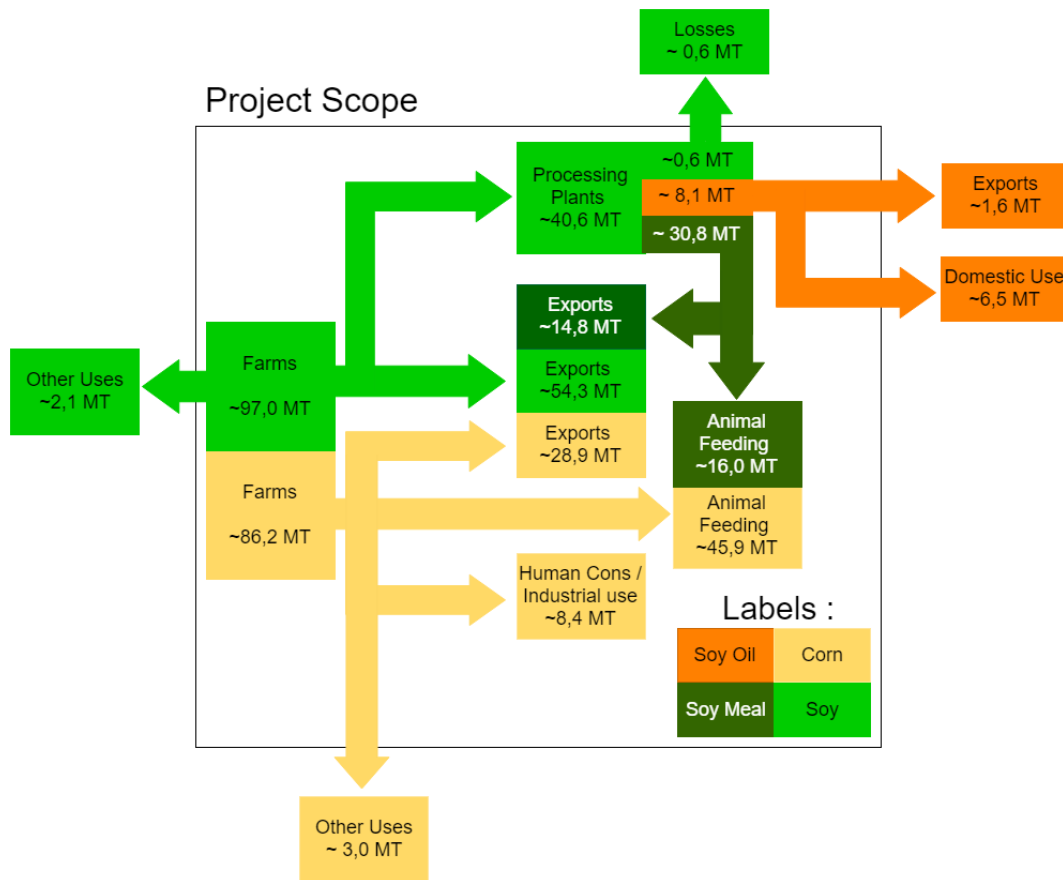 Losses
~ 0,6 MT
Project Scope
Processing
Plants
~40,6 MT
~0,6 MT
~ 8,1 MT
~ 30,8 MT
Exports
~1,6 MT
Domestic Use
~6,5 MT
Exports
~14,8 MT
Exports
~54,3 MT
Exports
~28,9 MT
Other Uses
~2,1 MT
Farms
~97,0 MT
Farms
~86,2 MT
Animal
Feeding
~16,0 MT
Animal
Feeding
~45,9 MT
Human Cons /
Industrial use
~8,4 MT
Labels :
Soy Oil
Corn
Soy Meal
Soy
Other Uses
~ 3,0 MT